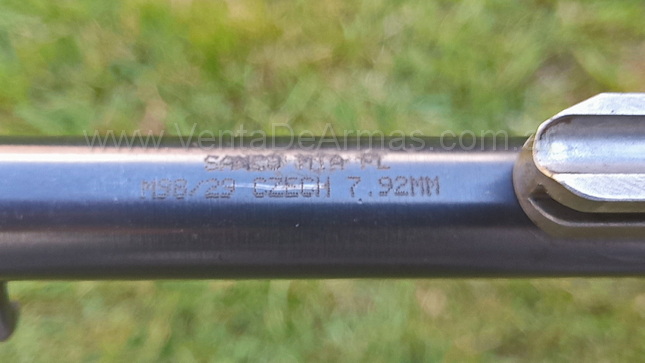 www.VentaDeArmas.com
SAMCO MIA FL
M98/29 CZECH 7.92MM